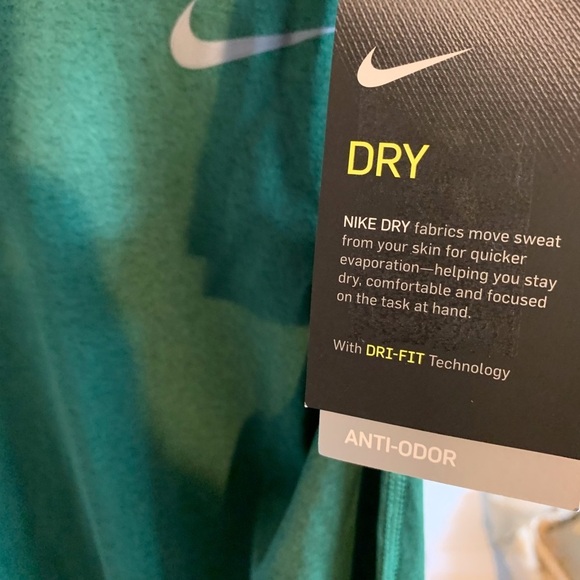 DRY
NIKE DRY fabrics move sweat
from your skin for quicker
evaporation—helping you stay
dry, comfortable and focused
on the task at hand.
With DRI-FIT Technology
ANTI-ODOR